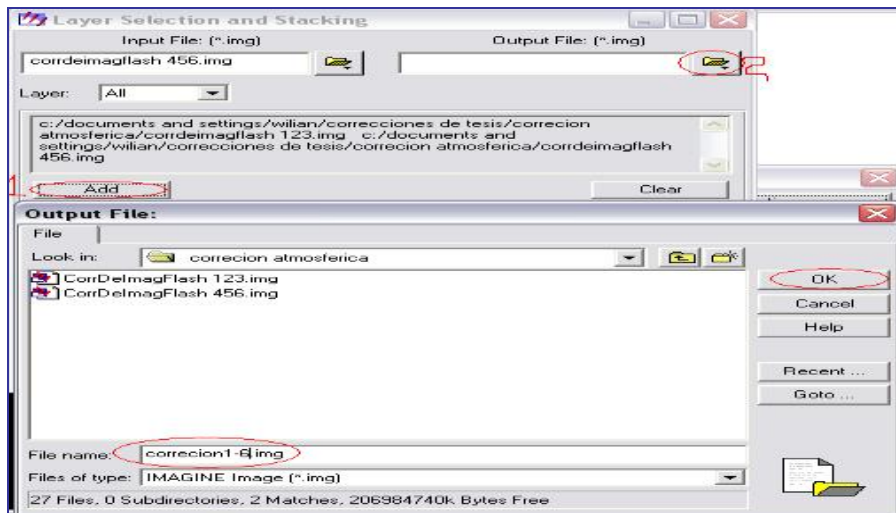 Layer Selection and Stacking
Input File: (*.img)
Output File: (*.img)
corrdeimagflash 456.img
2
Layer: All
c:/documents and settings/wilian/correcciones de tesis/correcion
atmosferica/corrdeimagflash 123.img c:/documents and
settings/wilian/correcciones de tesis/correcion atmosferica/corrdeimagflash
456.img
1 Add
Clear
Output File:
File
Look in: correcion atmosferica
CorrDeImagFlash 123.img
CorrDeImagFlash 456.img
OK
Cancel
Help
Recent ...
Goto ...
File name: correcion1-6.img
Files of type: IMAGINE Image (*.img)
27 Files, 0 Subdirectories, 2 Matches, 206984740k Bytes Free